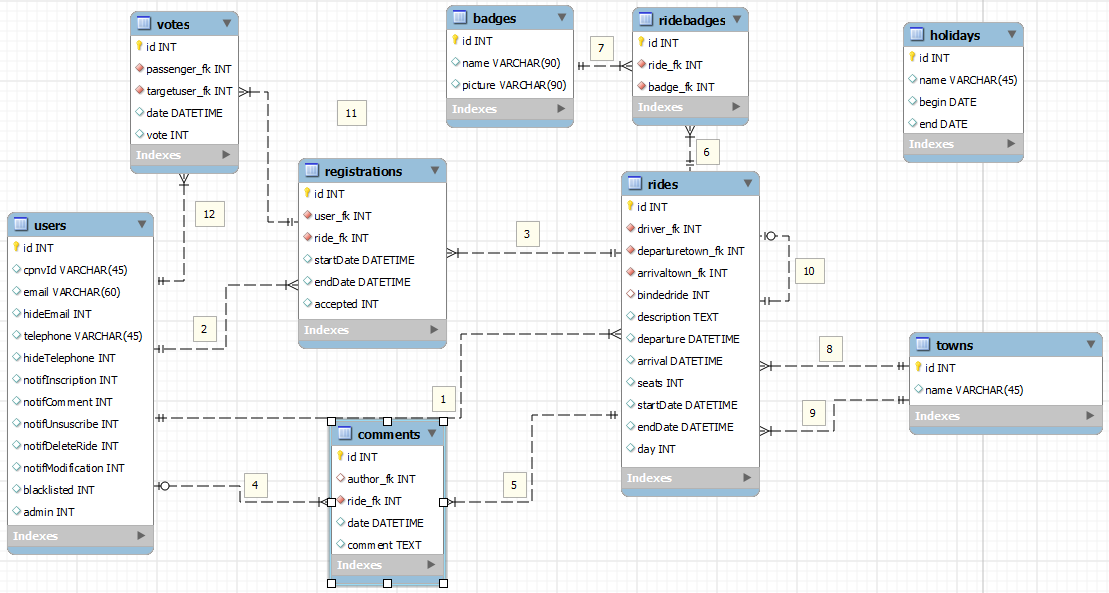 votes
id INT
passenger_fk INT
targetuser_fk INT
date DATETIME
vote INT
Indexes
badges
id INT
name VARCHAR(90)
picture VARCHAR(90)
Indexes
7
ridebadges
id INT
ride_fk INT
badge_fk INT
Indexes
holidays
id INT
name VARCHAR(45)
begin DATE
end DATE
Indexes
11
6
12
registrations
id INT
user_fk INT
ride_fk INT
startDate DATETIME
endDate DATETIME
accepted INT
Indexes
3
rides
id INT
driver_fk INT
departuretown_fk INT
arrivaltown_fk INT
bindedride INT
description TEXT
departure DATETIME
arrival DATETIME
seats INT
startDate DATETIME
endDate DATETIME
day INT
Indexes
10
users
id INT
cpnvId VARCHAR(45)
email VARCHAR(60)
hideEmail INT
telephone VARCHAR(45)
hideTelephone INT
notifInscription INT
notifComment INT
notifUnsuscribe INT
notifDeleteRide INT
notifModification INT
blacklisted INT
admin INT
Indexes
2
1
8
9
towns
id INT
name VARCHAR(45)
Indexes
4
comments
id INT
author_fk INT
ride_fk INT
date DATETIME
comment TEXT
Indexes
5